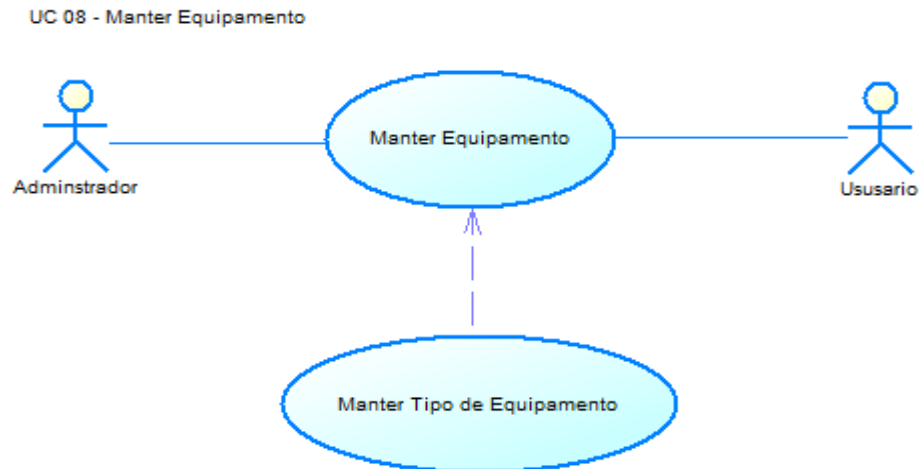 UC 08 - Manter Equipamento
Manter Equipamento
Adminstrador
Ususario
Manter Tipo de Equipamento